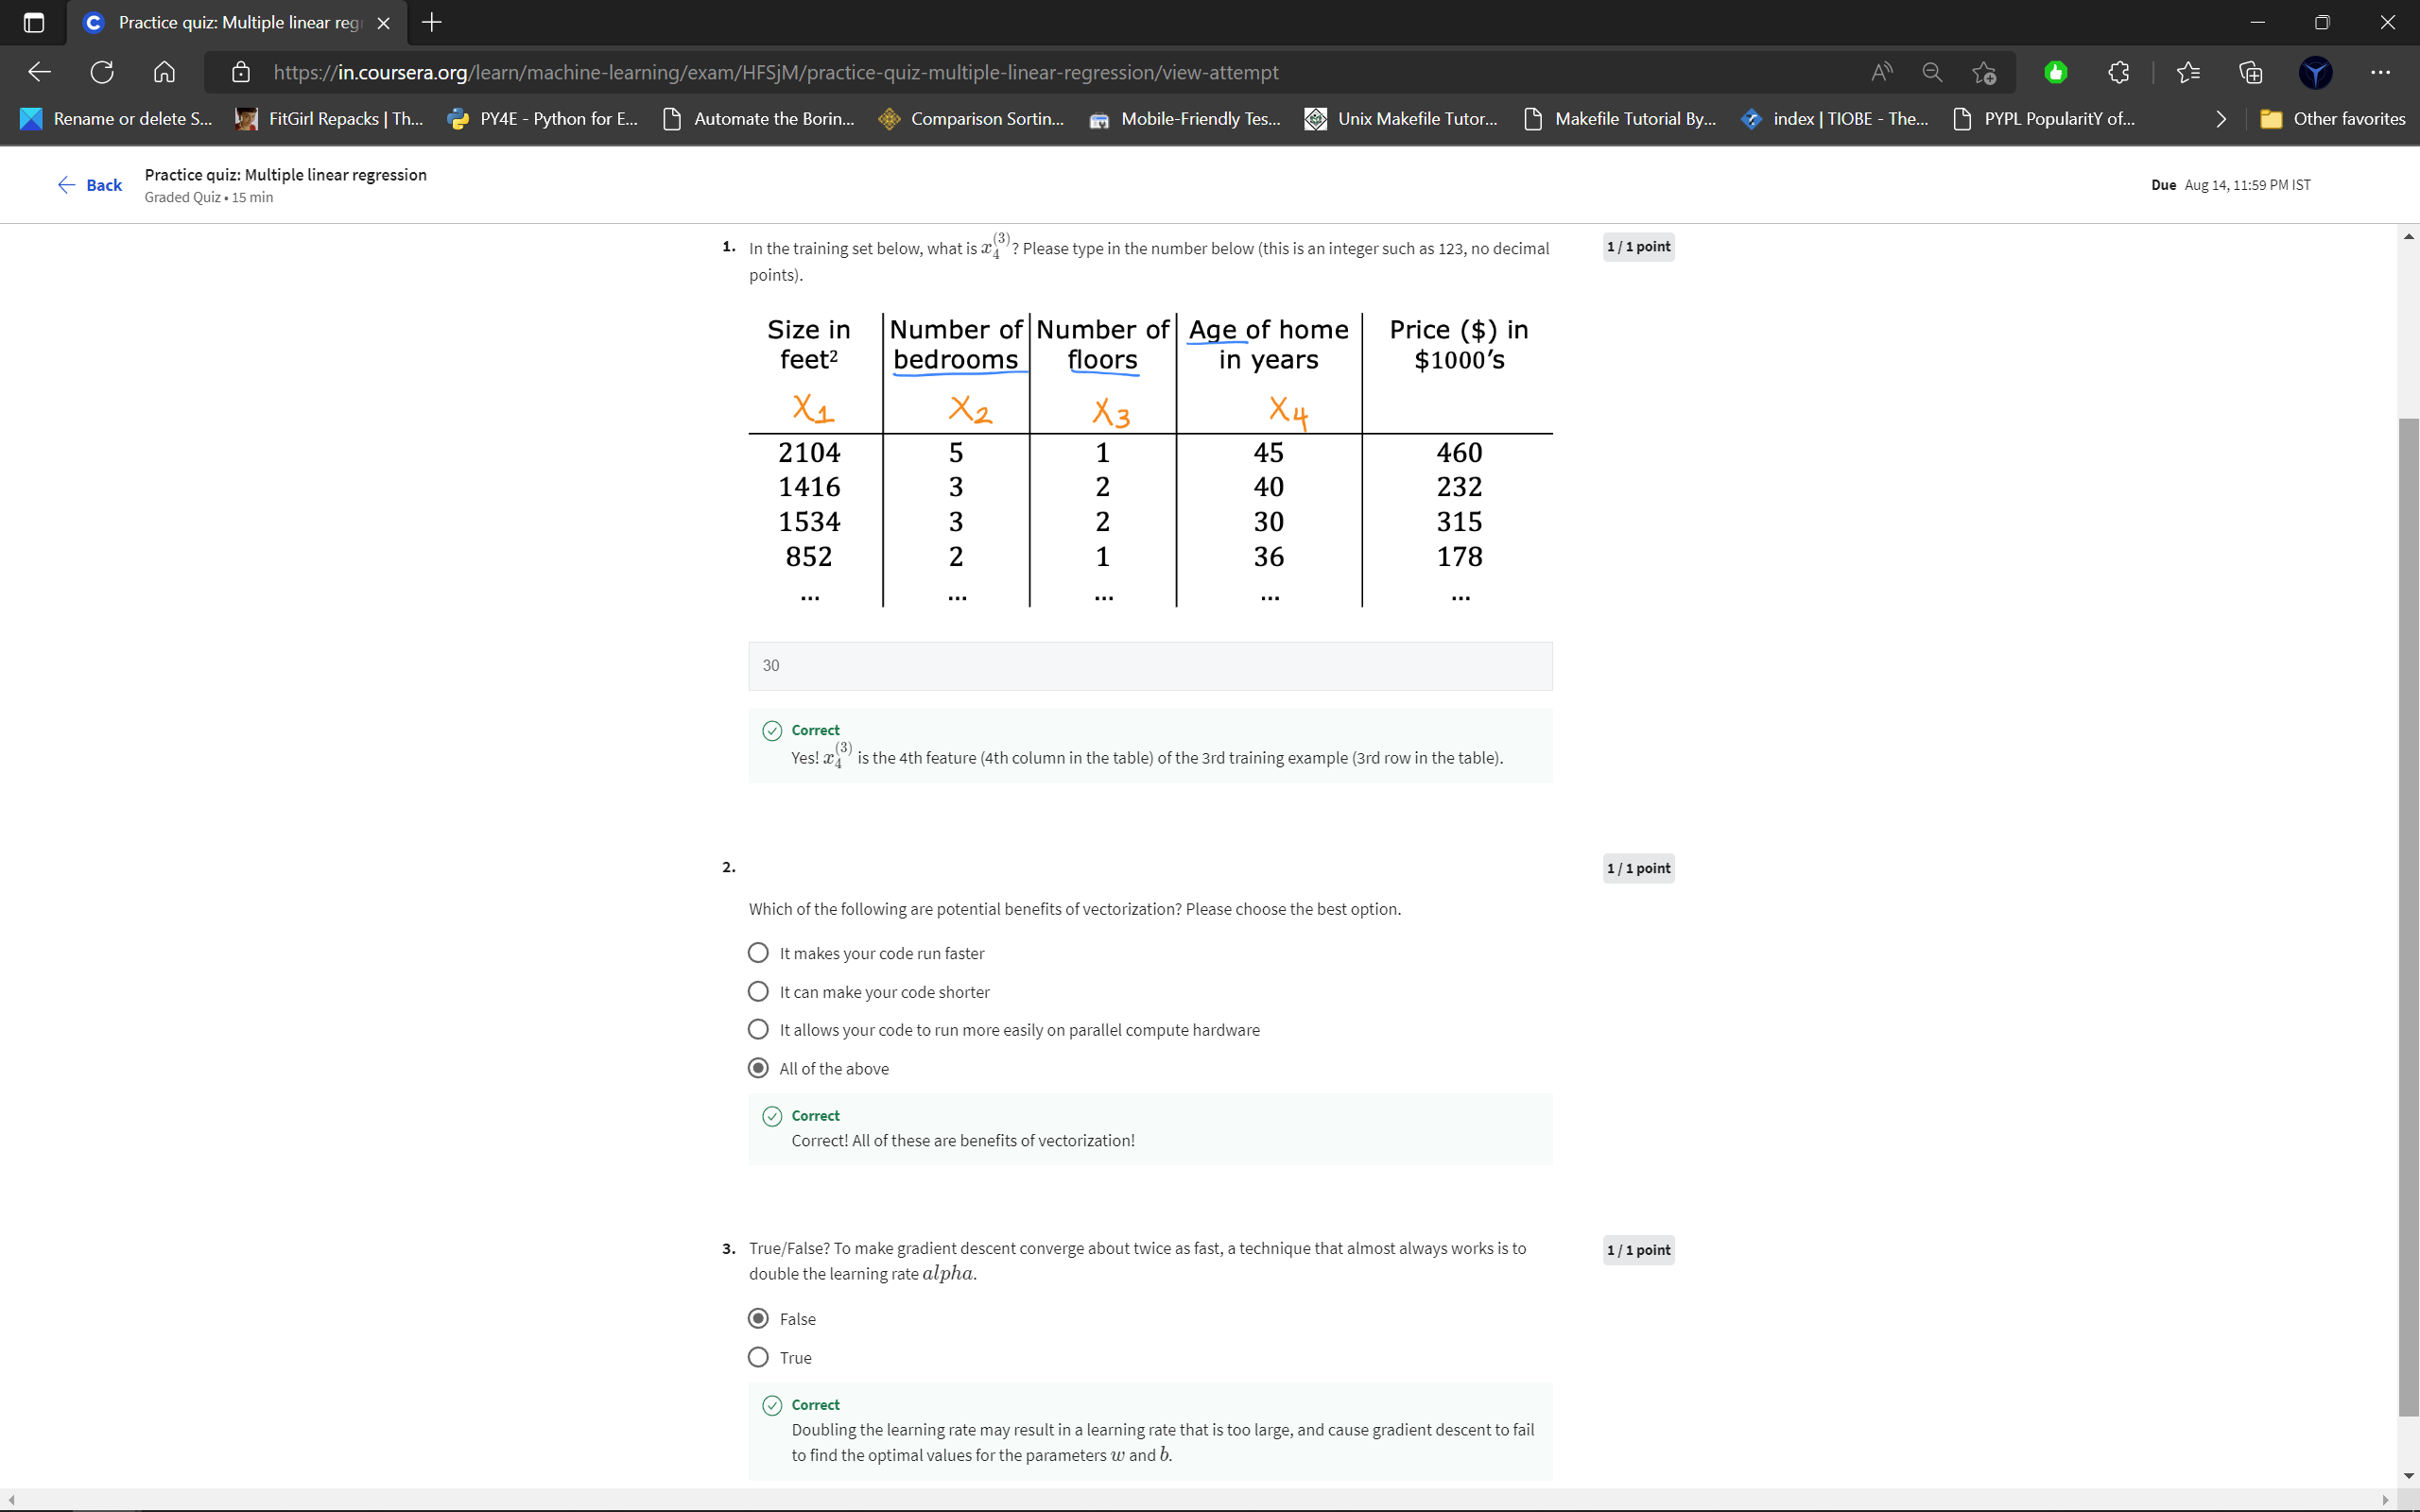 Practice quiz: Multiple linear reg
https://in.coursera.org/learn/machine-learning/exam/HFSjM/practice-quiz-multiple-linear-regression/view-attempt
Rename or delete S... FitGirl Repacks | Th... PY4E - Python for E... Automate the Borin... Comparison Sortin... Mobile-Friendly Tes... Unix Makefile Tutor... Makefile Tutorial By... index | TIOBE - The... PYPL PopularitY of... Other favorites
Back
Practice quiz: Multiple linear regression
Graded Quiz • 15 min
Due Aug 14, 11:59 PM IST
1. In the training set below, what is x₄⁽³⁾? Please type in the number below (this is an integer such as 123, no decimal
points).
1 / 1 point
Size in Number of Number of Age of home Price ($) in
feet² bedrooms floors in years $1000's
X1 X2 X3 X4
2104 5 1 45 460
1416 3 2 40 232
1534 3 2 30 315
852 2 1 36 178
... ... ... ... ...
30
Correct
Yes! x₄⁽³⁾ is the 4th feature (4th column in the table) of the 3rd training example (3rd row in the table).
2.
1 / 1 point
Which of the following are potential benefits of vectorization? Please choose the best option.
It makes your code run faster
It can make your code shorter
It allows your code to run more easily on parallel compute hardware
All of the above
Correct
Correct! All of these are benefits of vectorization!
3. True/False? To make gradient descent converge about twice as fast, a technique that almost always works is to
double the learning rate alpha.
1 / 1 point
False
True
Correct
Doubling the learning rate may result in a learning rate that is too large, and cause gradient descent to fail
to find the optimal values for the parameters w and b.